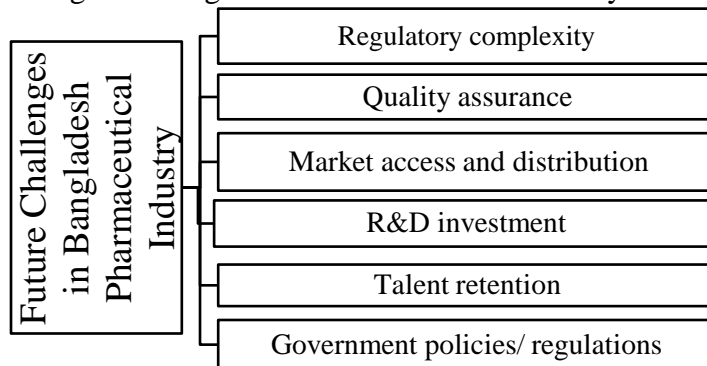 Future Challenges
in Bangladesh
Pharmaceutical
Industry
Regulatory complexity
Quality assurance
Market access and distribution
R&D investment
Talent retention
Government policies/ regulations